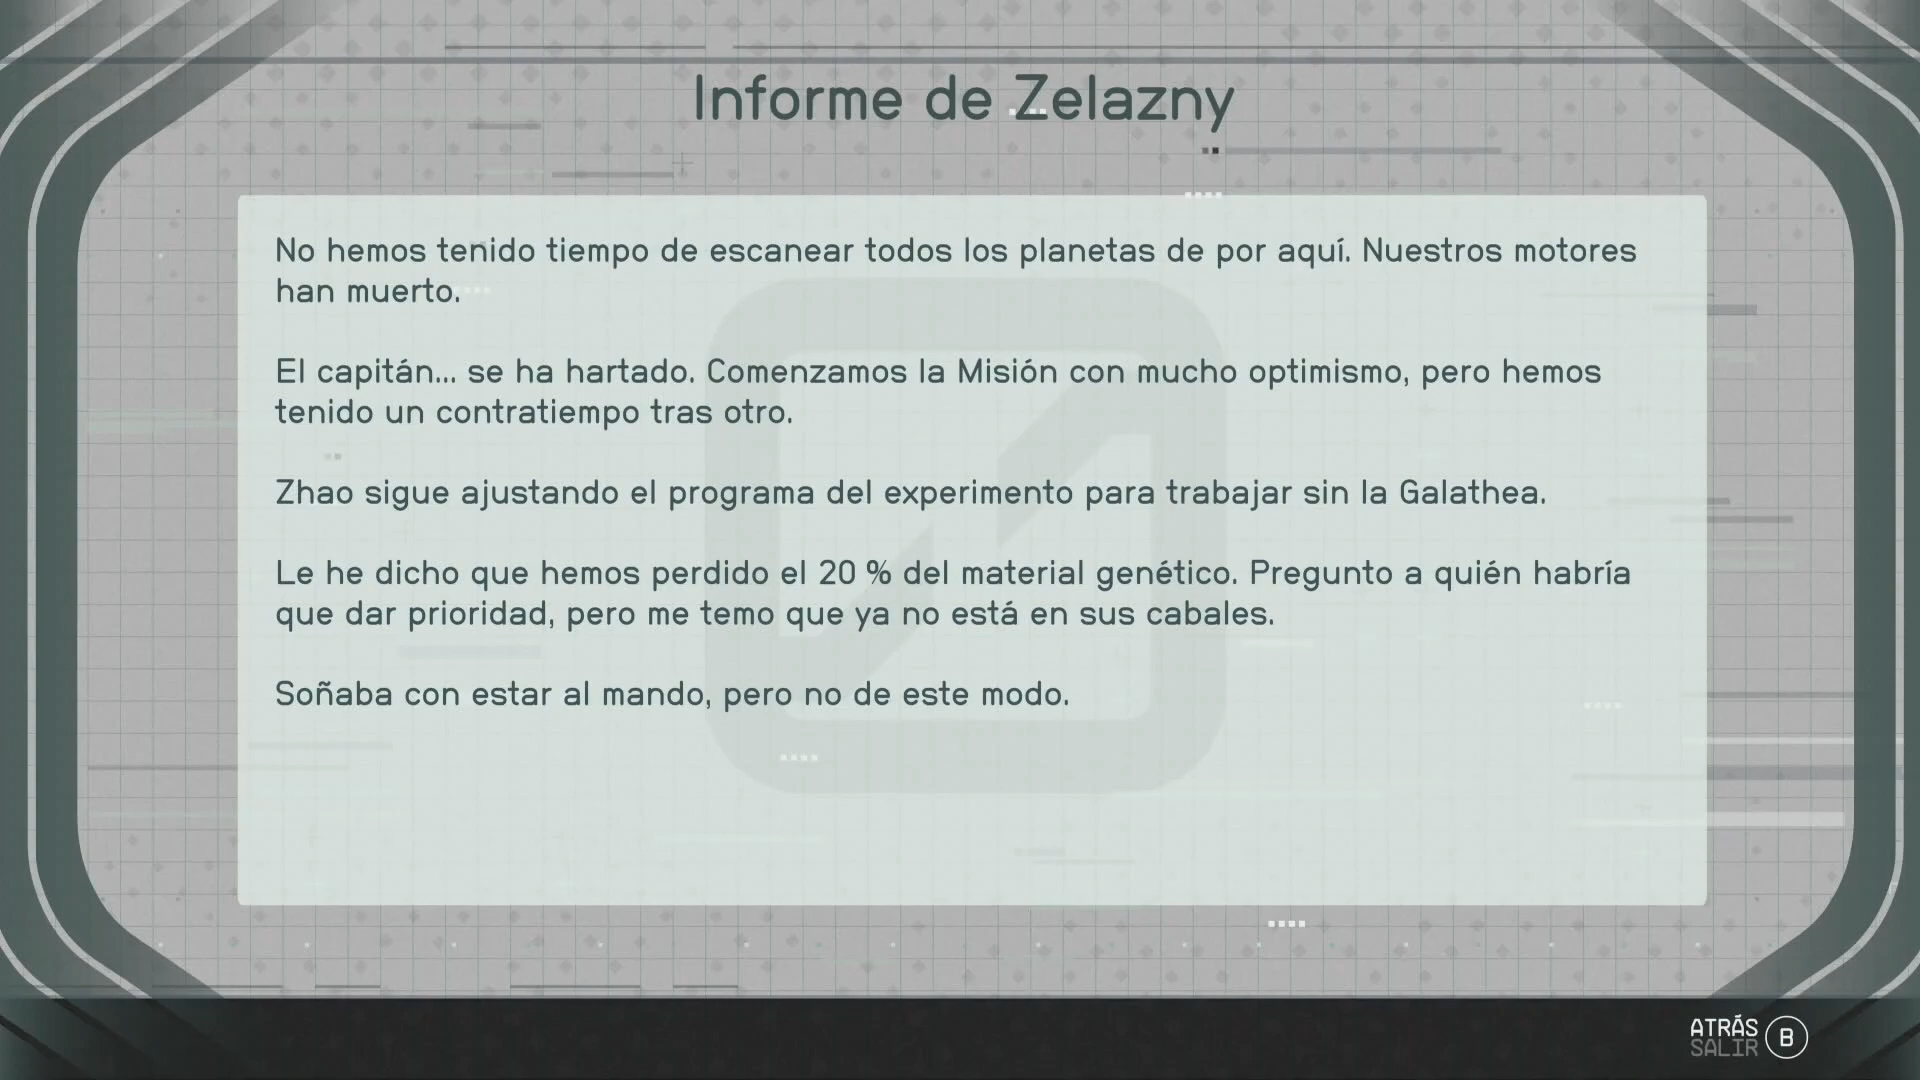 Informe de Zelazny
No hemos tenido tiempo de escanear todos los planetas de por aquí. Nuestros motores
han muerto.
El capitán... se ha hartado. Comenzamos la Misión con mucho optimismo, pero hemos
tenido un contratiempo tras otro.
Zhao sigue ajustando el programa del experimento para trabajar sin la Galathea.
Le he dicho que hemos perdido el 20 % del material genético. Pregunto a quién habría
que dar prioridad, pero me temo que ya no está en sus cabales.
Soñaba con estar al mando, pero no de este modo.
ATRÁS
SALIR
B